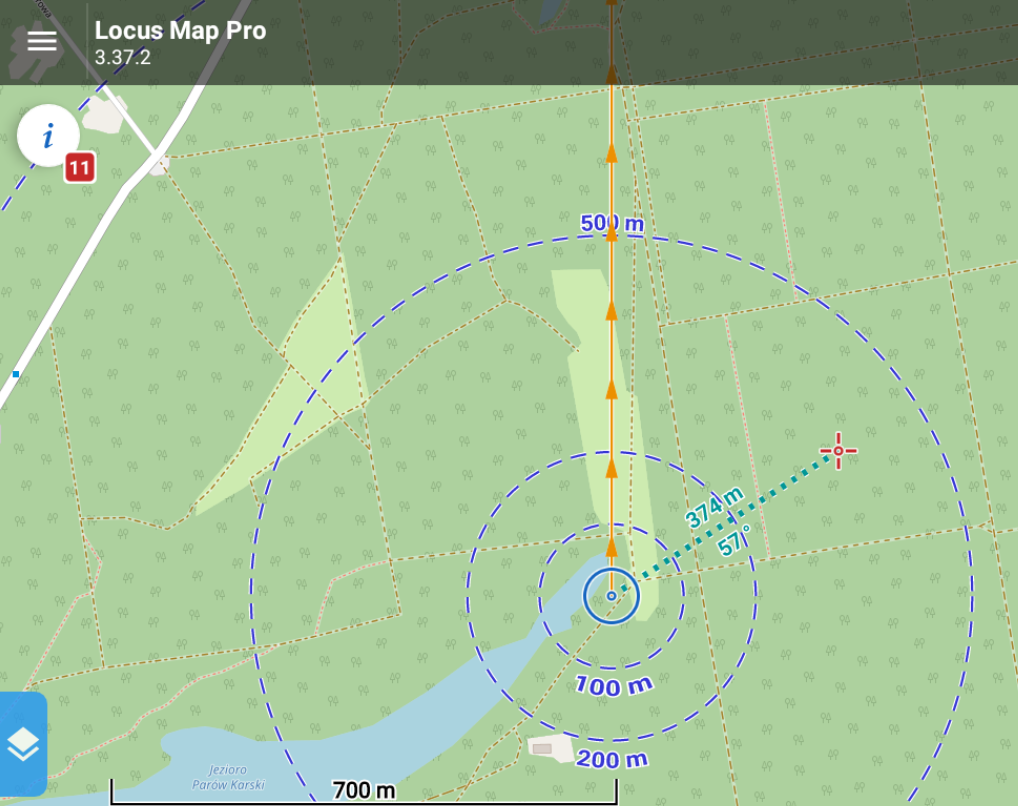 Locus Map Pro
3.37.2
i
11
500 m
374 m
57°
100 m
200 m
Jezioro
Parów Karski
700 m